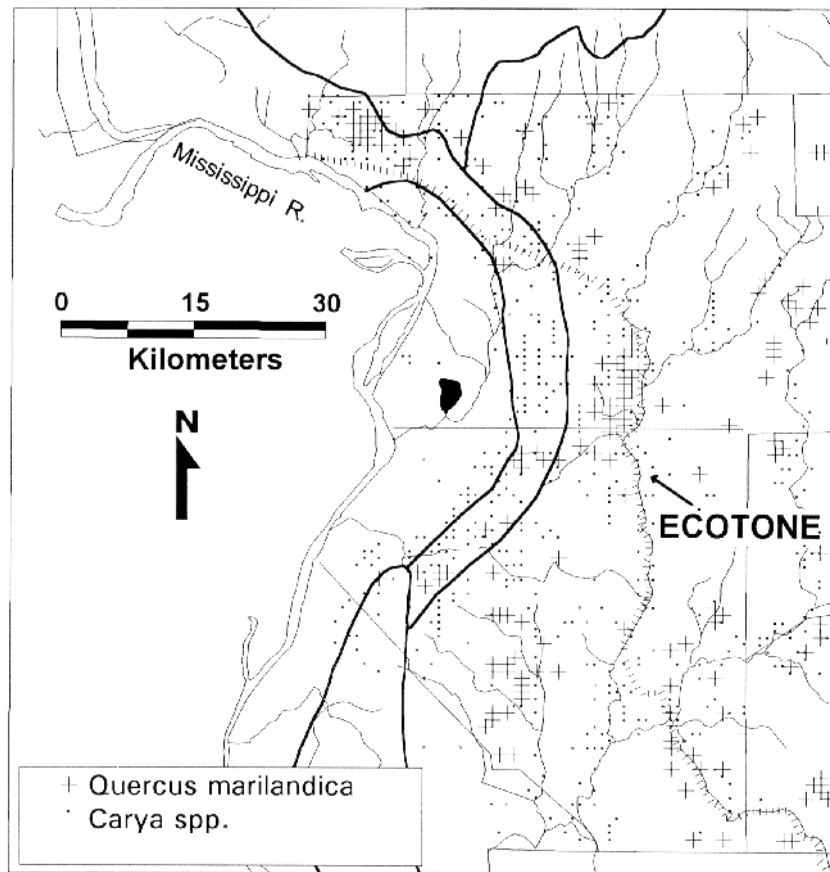 Mississippi R.
0 15 30
Kilometers
N
ECOTONE
+ Quercus marilandica
· Carya spp.